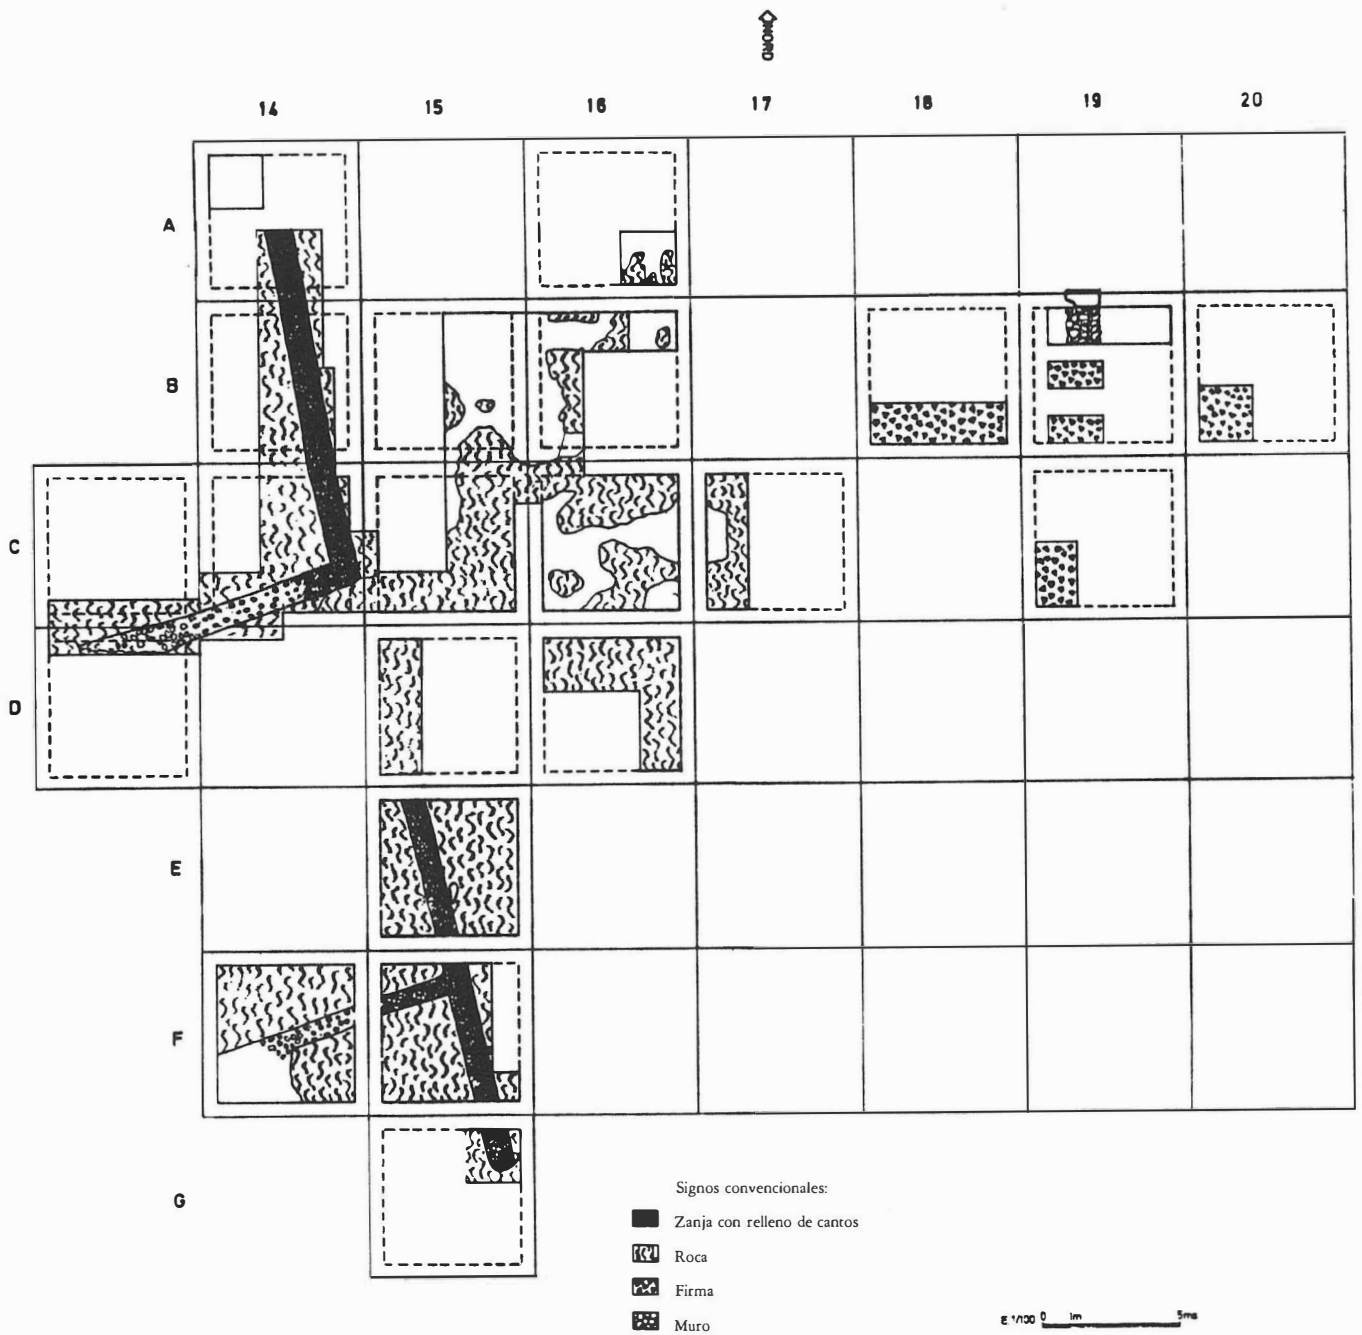 NORD
14 15 16 17 18 19 20
A
B
C
D
E
F
G
Signos convencionales:
Zanja con relleno de cantos
Roca
Firma
Muro
E 1/100 0 1m 5ms